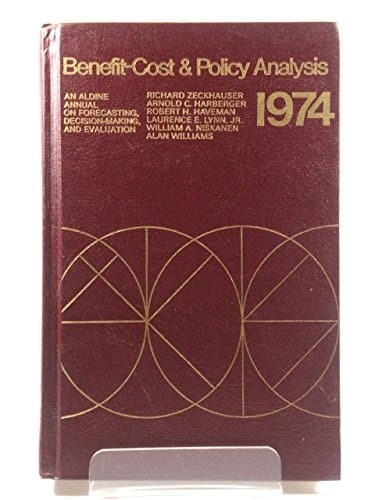 Benefit-Cost & Policy Analysis
AN ALDINE
ANNUAL
ON FORECASTING,
DECISION-MAKING,
AND EVALUATION
RICHARD ZECKHAUSER
ARNOLD C. HARBERGER
ROBERT H. HAVEMAN
LAURENCE E. LYNN, JR.
WILLIAM A. NISKANEN
ALAN WILLIAMS
1974